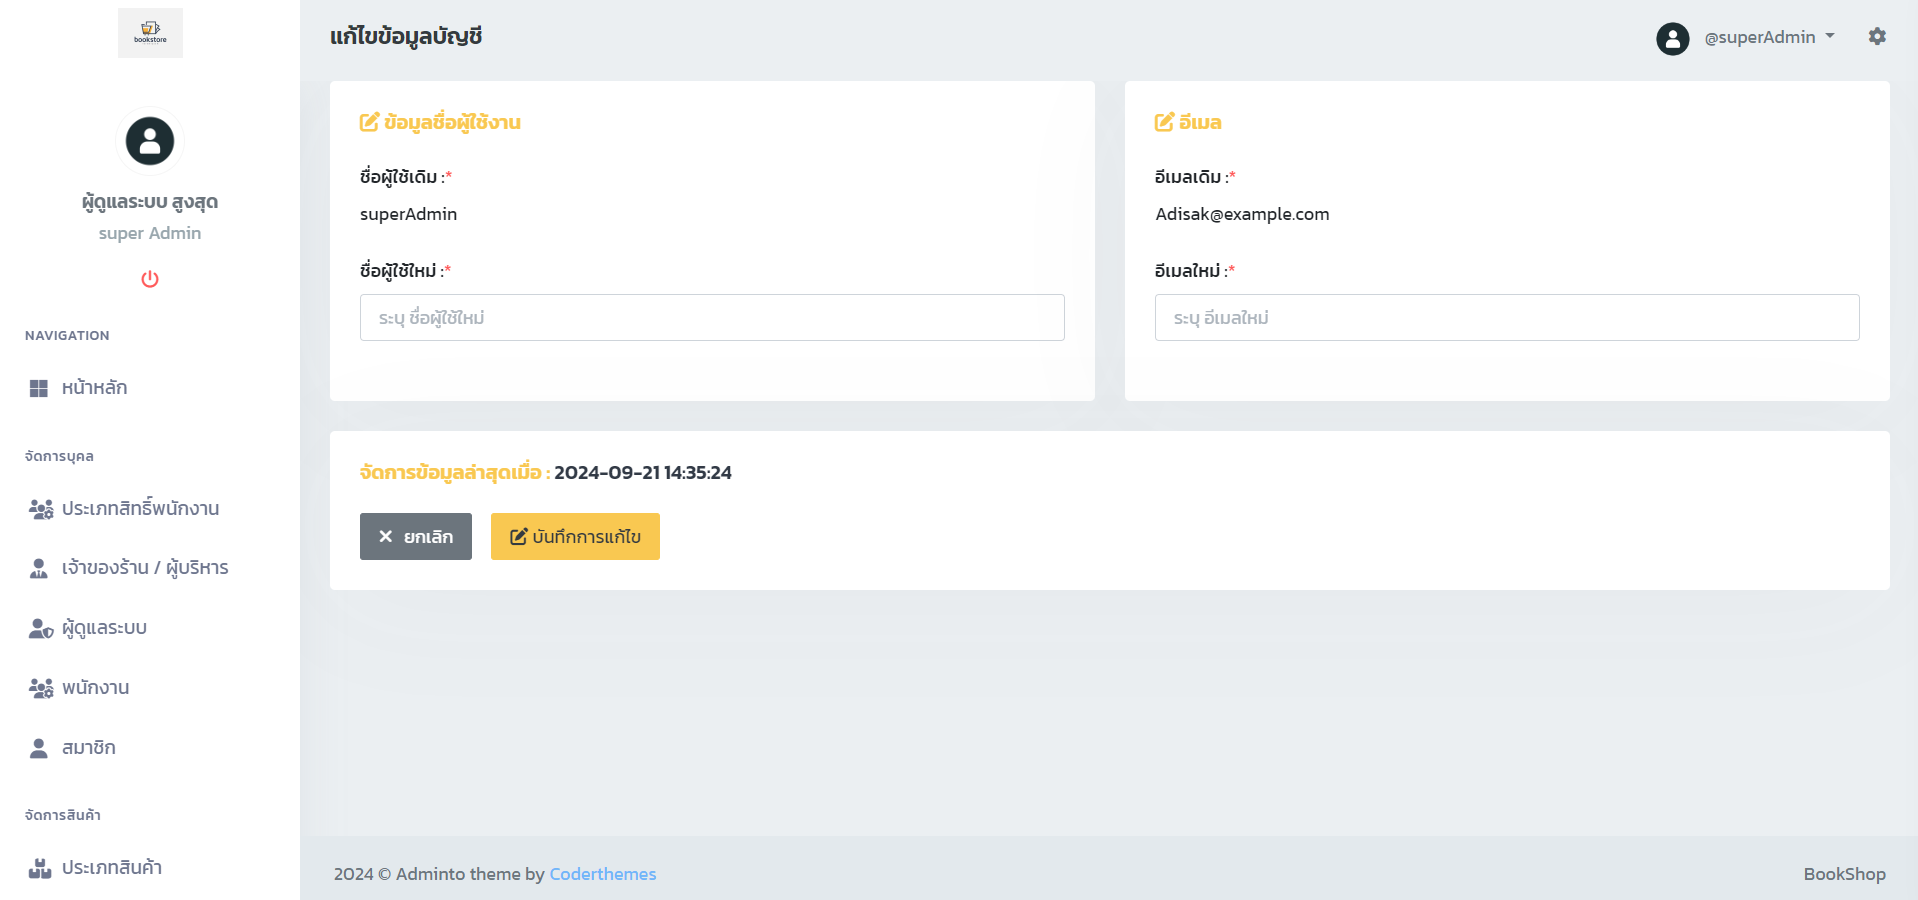 bookstore
ผู้ดูแลระบบ สูงสุด
super Admin
NAVIGATION
หน้าหลัก
จัดการบุคล
ประเภทสิทธิ์พนักงาน
เจ้าของร้าน / ผู้บริหาร
ผู้ดูแลระบบ
พนักงาน
สมาชิก
จัดการสินค้า
ประเภทสินค้า
แก้ไขข้อมูลบัญชี
@superAdmin
ข้อมูลชื่อผู้ใช้งาน
ชื่อผู้ใช้เดิม :*
superAdmin
ชื่อผู้ใช้ใหม่ :*
ระบุ ชื่อผู้ใช้ใหม่
อีเมล
อีเมลเดิม :*
Adisak@example.com
อีเมลใหม่ :*
ระบุ อีเมลใหม่
จัดการข้อมูลล่าสุดเมื่อ : 2024-09-21 14:35:24
ยกเลิก
บันทึกการแก้ไข
2024 © Adminto theme by Coderthemes
BookShop